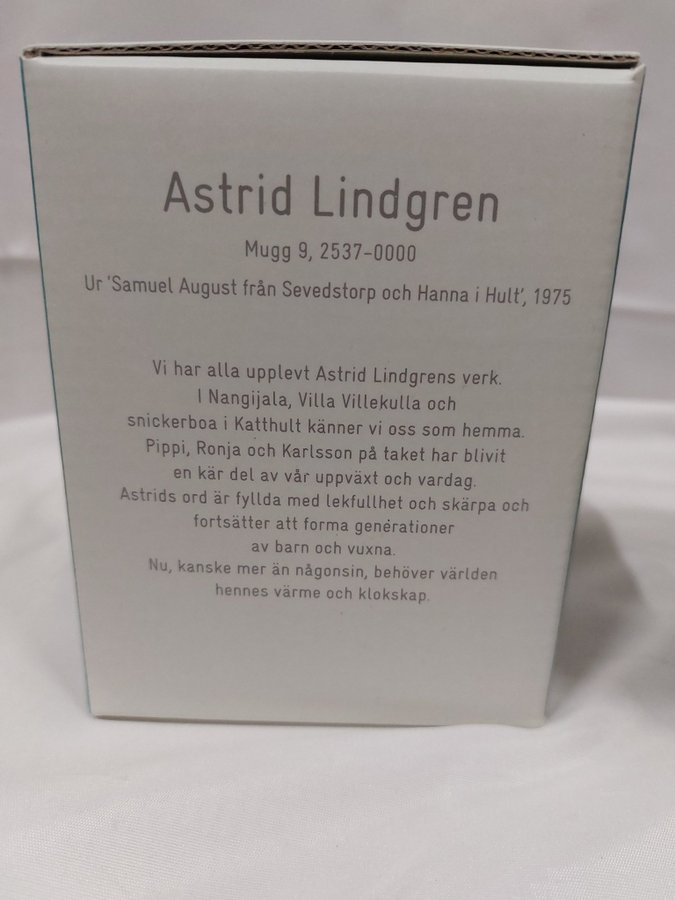 Astrid Lindgren
Mugg 9, 2537-0000
Ur 'Samuel August från Sevedstorp och Hanna i Hult', 1975
Vi har alla upplevt Astrid Lindgrens verk.
I Nangijala, Villa Villekulla och
snickerboa i Katthult känner vi oss som hemma.
Pippi, Ronja och Karlsson på taket har blivit
en kär del av vår uppväxt och vardag.
Astrids ord är fyllda med lekfullhet och skärpa och
fortsätter att forma generationer
av barn och vuxna.
Nu, kanske mer än någonsin, behöver världen
hennes värme och klokskap.